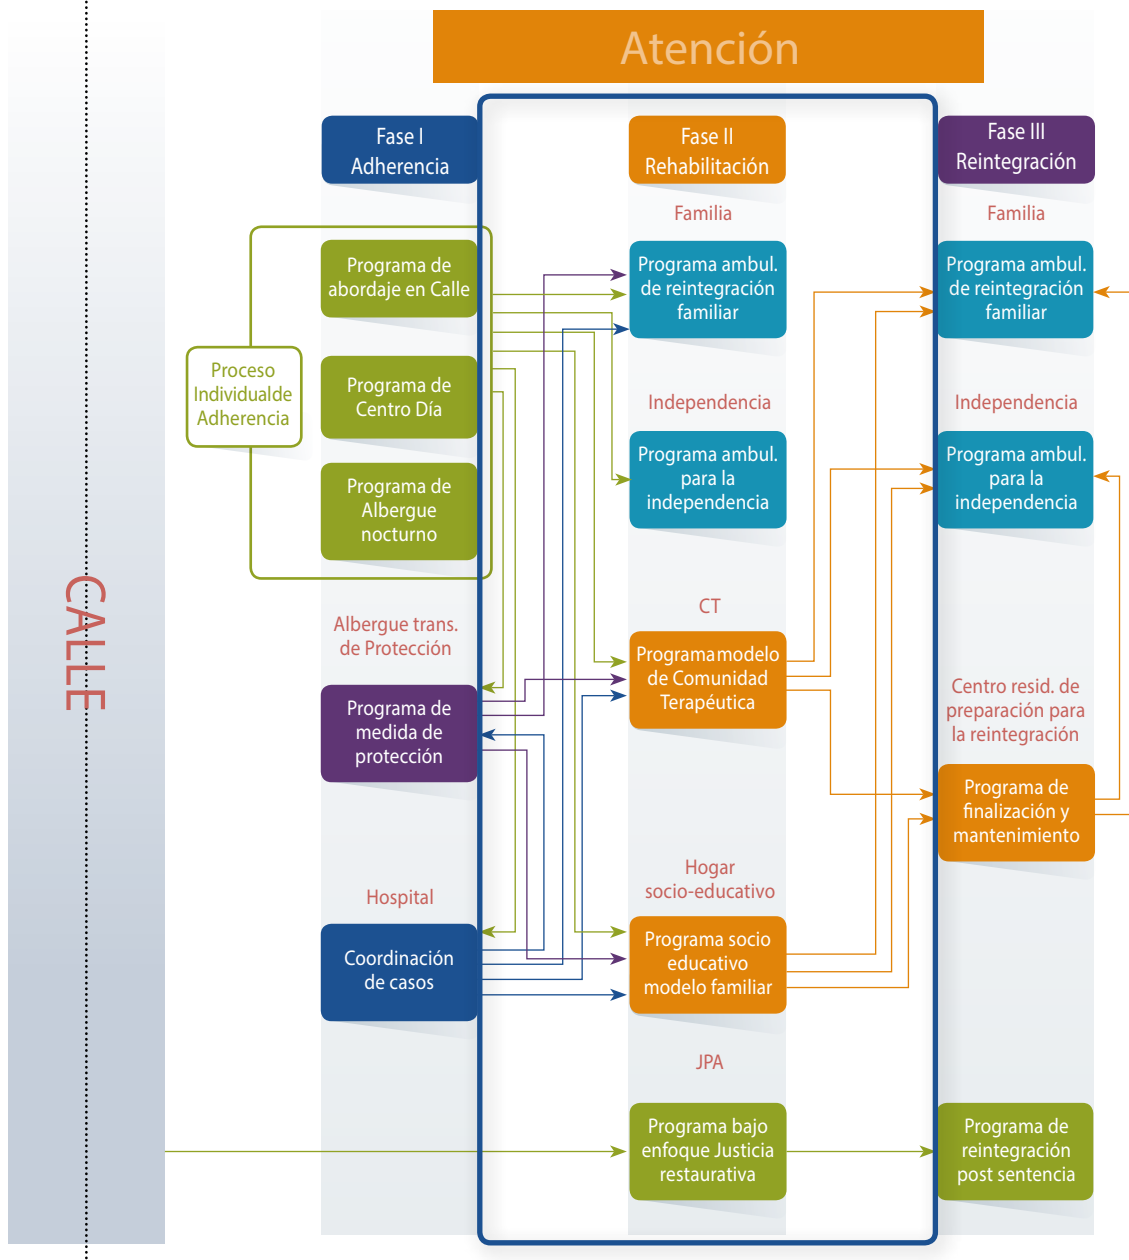 Atención
CALLE
Fase I
Adherencia
Proceso
Individualde
Adherencia
Programa de
abordaje en Calle
Programa de
Centro Día
Programa de
Albergue
nocturno
Albergue trans.
de Protección
Programa de
medida de
protección
Hospital
Coordinación
de casos
Fase II
Rehabilitación
Familia
Programa ambul.
de reintegración
familiar
Independencia
Programa ambul.
para la
independencia
CT
Programa modelo
de Comunidad
Terapéutica
Hogar
socio-educativo
Programa socio
educativo
modelo familiar
JPA
Programa bajo
enfoque Justicia
restaurativa
Fase III
Reintegración
Familia
Programa ambul.
de reintegración
familiar
Independencia
Programa ambul.
para la
independencia
Centro resid. de
preparación para
la reintegración
Programa de
finalización y
mantenimiento
Programa de
reintegración
post sentencia